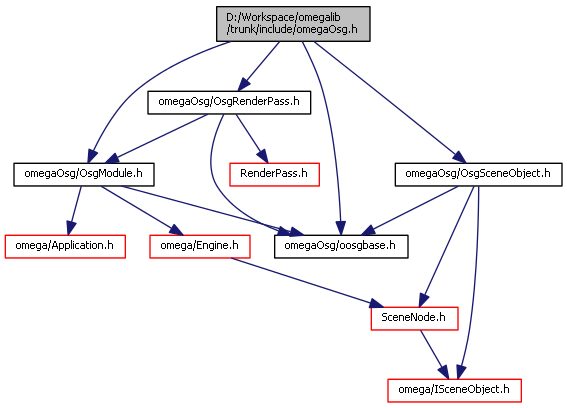 D:/Workspace/omegalib
/trunk/include/omegaOsg.h
omegaOsg/OsgRenderPass.h
omegaOsg/OsgModule.h
RenderPass.h
omegaOsg/OsgSceneObject.h
omega/Application.h
omega/Engine.h
omegaOsg/oosgbase.h
SceneNode.h
omega/ISceneObject.h